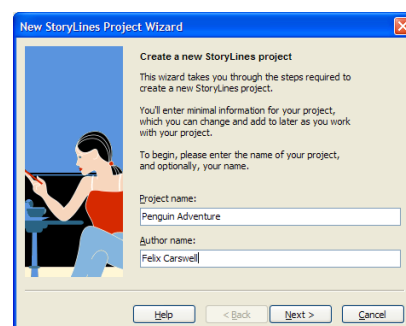 New StoryLines Project Wizard
Create a new StoryLines project
This wizard takes you through the steps required to
create a new StoryLines project.
You'll enter minimal information for your project,
which you can change and add to later as you work
with your project.
To begin, please enter the name of your project,
and optionally, your name.
Project name:
Penguin Adventure
Author name:
Felix Carswell
Help
< Back
Next >
Cancel